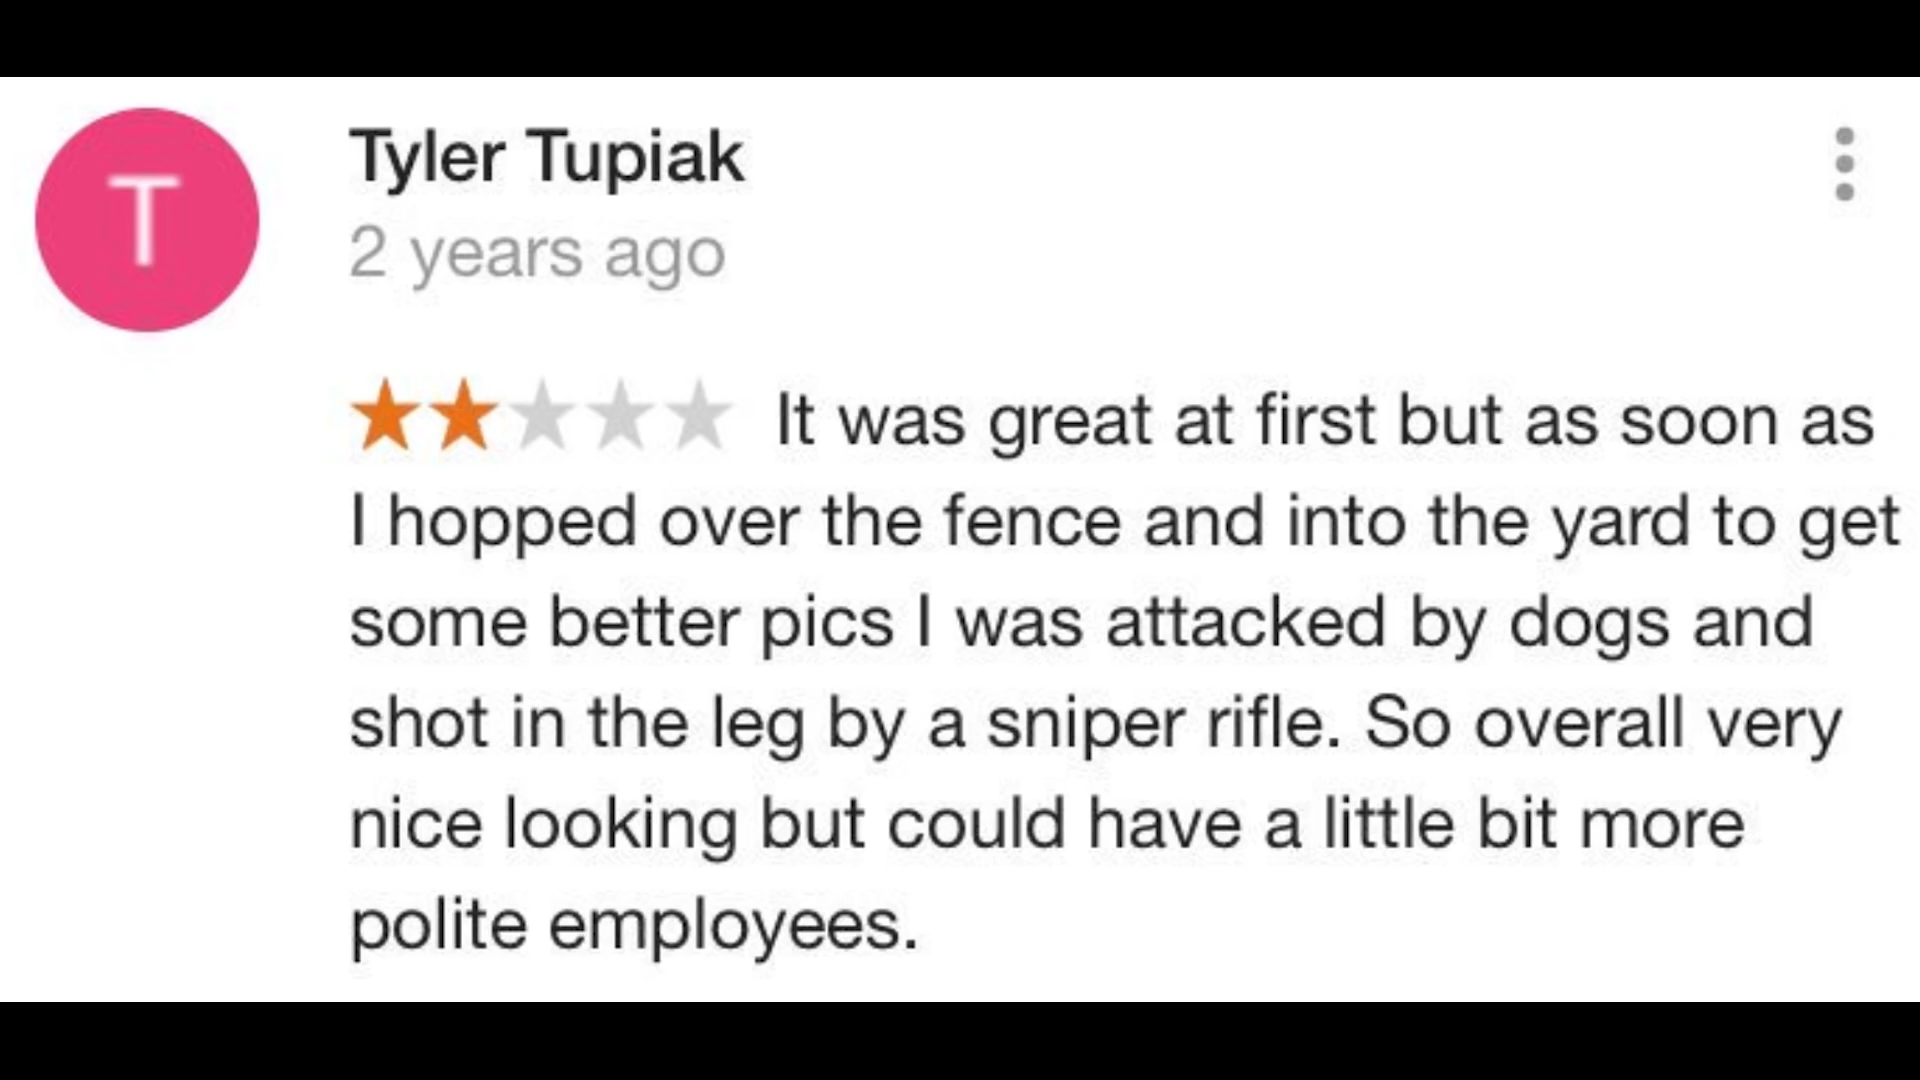 T
Tyler Tupiak
2 years ago
It was great at first but as soon as
I hopped over the fence and into the yard to get
some better pics I was attacked by dogs and
shot in the leg by a sniper rifle. So overall very
nice looking but could have a little bit more
polite employees.